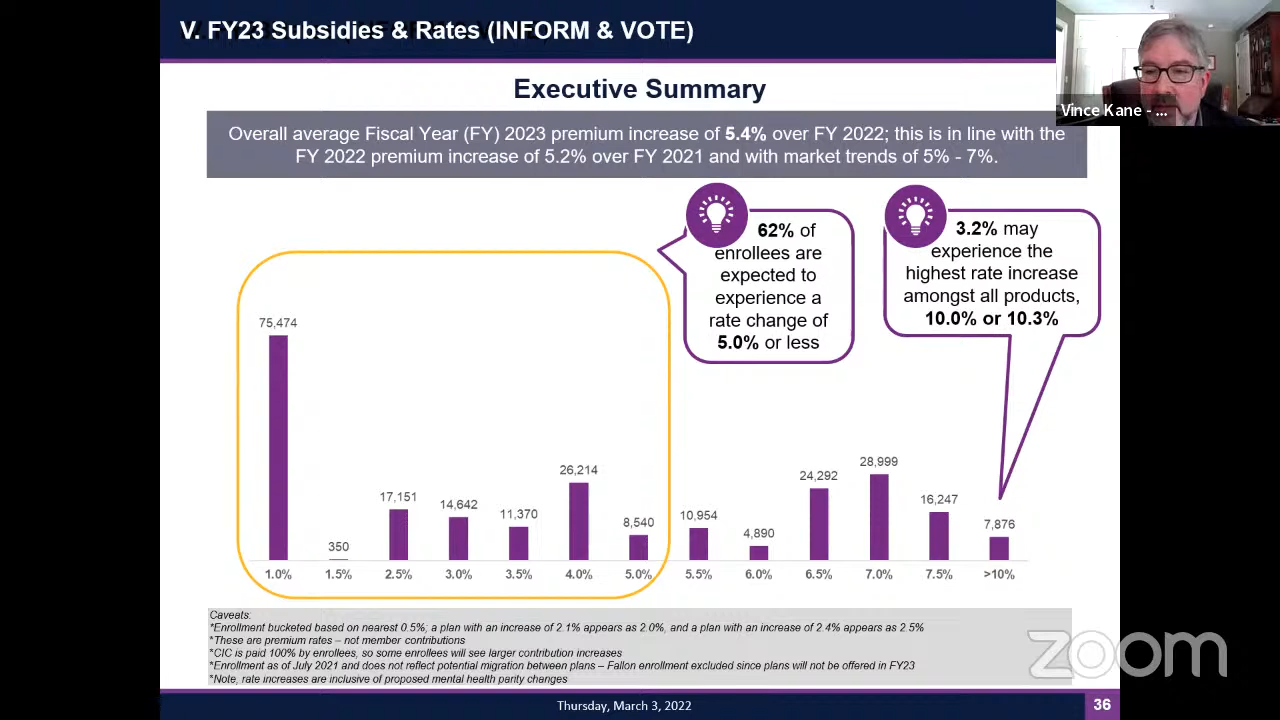 V. FY23 Subsidies & Rates (INFORM & VOTE)
Vince Kane - ...
Executive Summary
Overall average Fiscal Year (FY) 2023 premium increase of 5.4% over FY 2022; this is in line with the
FY 2022 premium increase of 5.2% over FY 2021 and with market trends of 5% - 7%.
62% of
enrollees are
expected to
experience a
rate change of
5.0% or less
3.2% may
experience the
highest rate increase
amongst all products,
10.0% or 10.3%
75,474
350
17,151
14,642
11,370
26,214
8,540
10,954
4,890
24,292
28,999
16,247
7,876
1.0% 1.5% 2.5% 3.0% 3.5% 4.0% 5.0% 5.5% 6.0% 6.5% 7.0% 7.5% >10%
Caveats:
*Enrollment bucketed based on nearest 0.5%; a plan with an increase of 2.1% appears as 2.0%, and a plan with an increase of 2.4% appears as 2.5%
*These are premium rates – not member contributions
*CIC is paid 100% by enrollees, so some enrollees will see larger contribution increases
*Enrollment as of July 2021 and does not reflect potential migration between plans – Fallon enrollment excluded since plans will not be offered in FY23
*Note, rate increases are inclusive of proposed mental health parity changes
zoom
Thursday, March 3, 2022
36